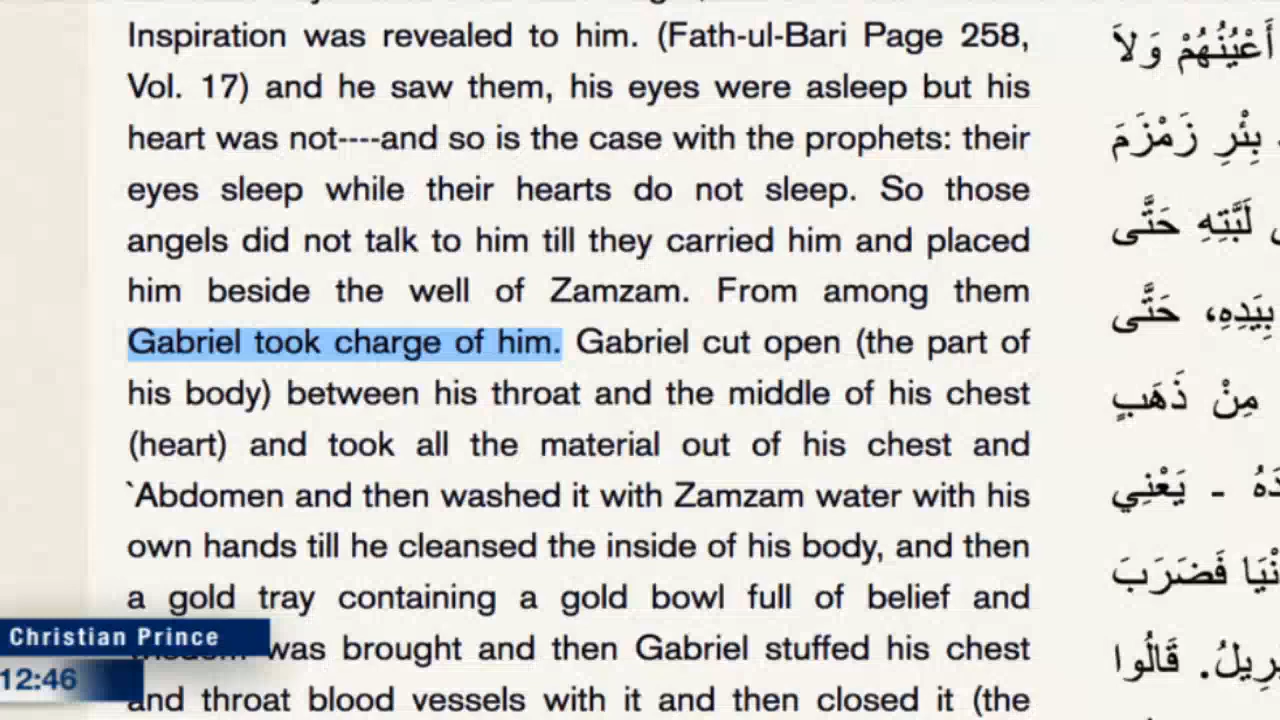 Inspiration was revealed to him. (Fath-ul-Bari Page 258,
Vol. 17) and he saw them, his eyes were asleep but his
heart was not----and so is the case with the prophets: their
eyes sleep while their hearts do not sleep. So those
angels did not talk to him till they carried him and placed
him beside the well of Zamzam. From among them
Gabriel took charge of him. Gabriel cut open (the part of
his body) between his throat and the middle of his chest
(heart) and took all the material out of his chest and
`Abdomen and then washed it with Zamzam water with his
own hands till he cleansed the inside of his body, and then
a gold tray containing a gold bowl full of belief and
was brought and then Gabriel stuffed his chest
and throat blood vessels with it and then closed it (the
أَعْيُنُهُمْ وَلاَ
بِئْرِ زَمْزَمَ
لَبَّتِهِ حَتَّى
بِيَدِهِ، حَتَّى
مِنْ ذَهَبٍ
ـ يَعْنِي
فَضَرَبَ
قَالُوا
Christian Prince
12:46